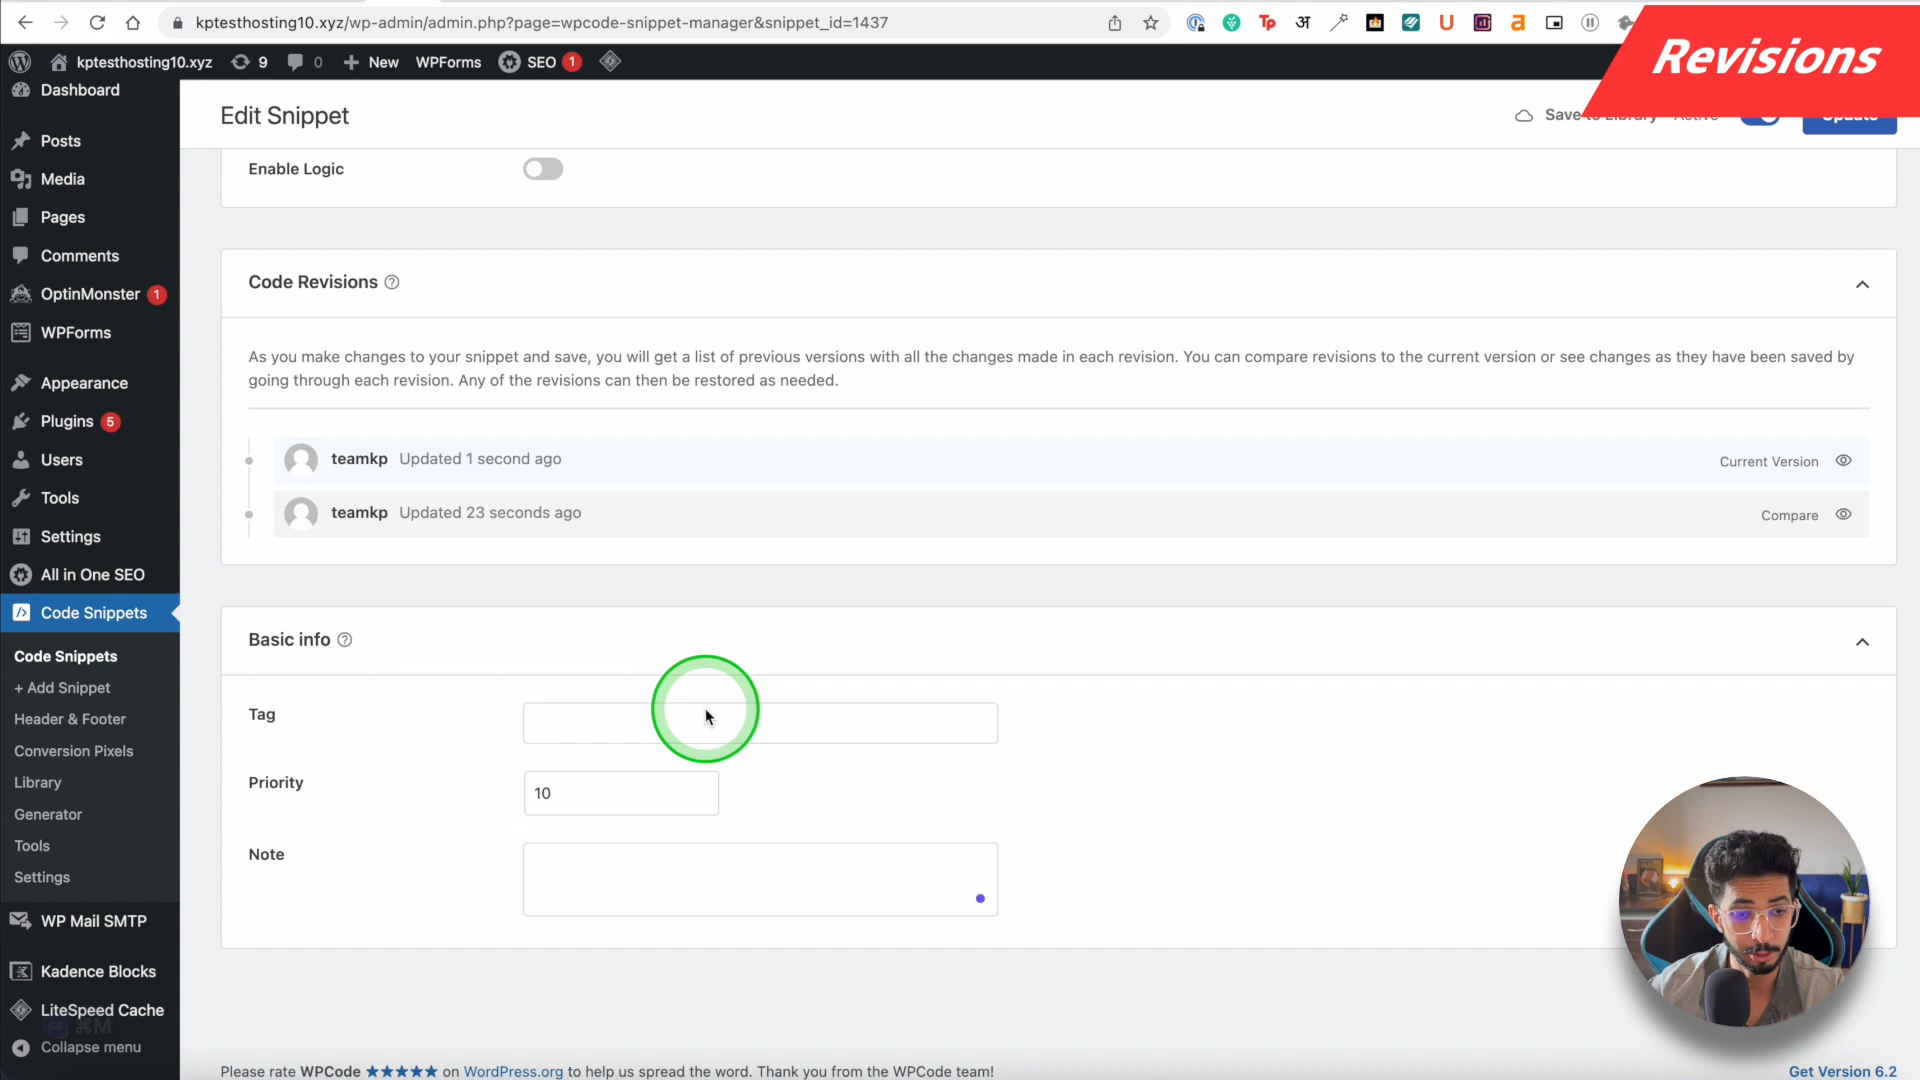 kptesthosting10.xyz/wp-admin/admin.php?page=wpcode-snippet-manager&snippet_id=1437
Revisions
kptesthosting10.xyz
9
0
New
WPForms
SEO
1
Dashboard
Posts
Media
Pages
Comments
OptinMonster 1
WPForms
Appearance
Plugins 5
Users
Tools
Settings
All in One SEO
Code Snippets
Code Snippets
+ Add Snippet
Header & Footer
Conversion Pixels
Library
Generator
Tools
Settings
WP Mail SMTP
Kadence Blocks
LiteSpeed Cache
Collapse menu
Edit Snippet
Save to Library
Active
Update
Enable Logic
Code Revisions
As you make changes to your snippet and save, you will get a list of previous versions with all the changes made in each revision. You can compare revisions to the current version or see changes as they have been saved by
going through each revision. Any of the revisions can then be restored as needed.
teamkp Updated 1 second ago
Current Version
teamkp Updated 23 seconds ago
Compare
Basic info
Tag
Priority
10
Note
Please rate WPCode ★★★★★ on WordPress.org to help us spread the word. Thank you from the WPCode team!
Get Version 6.2